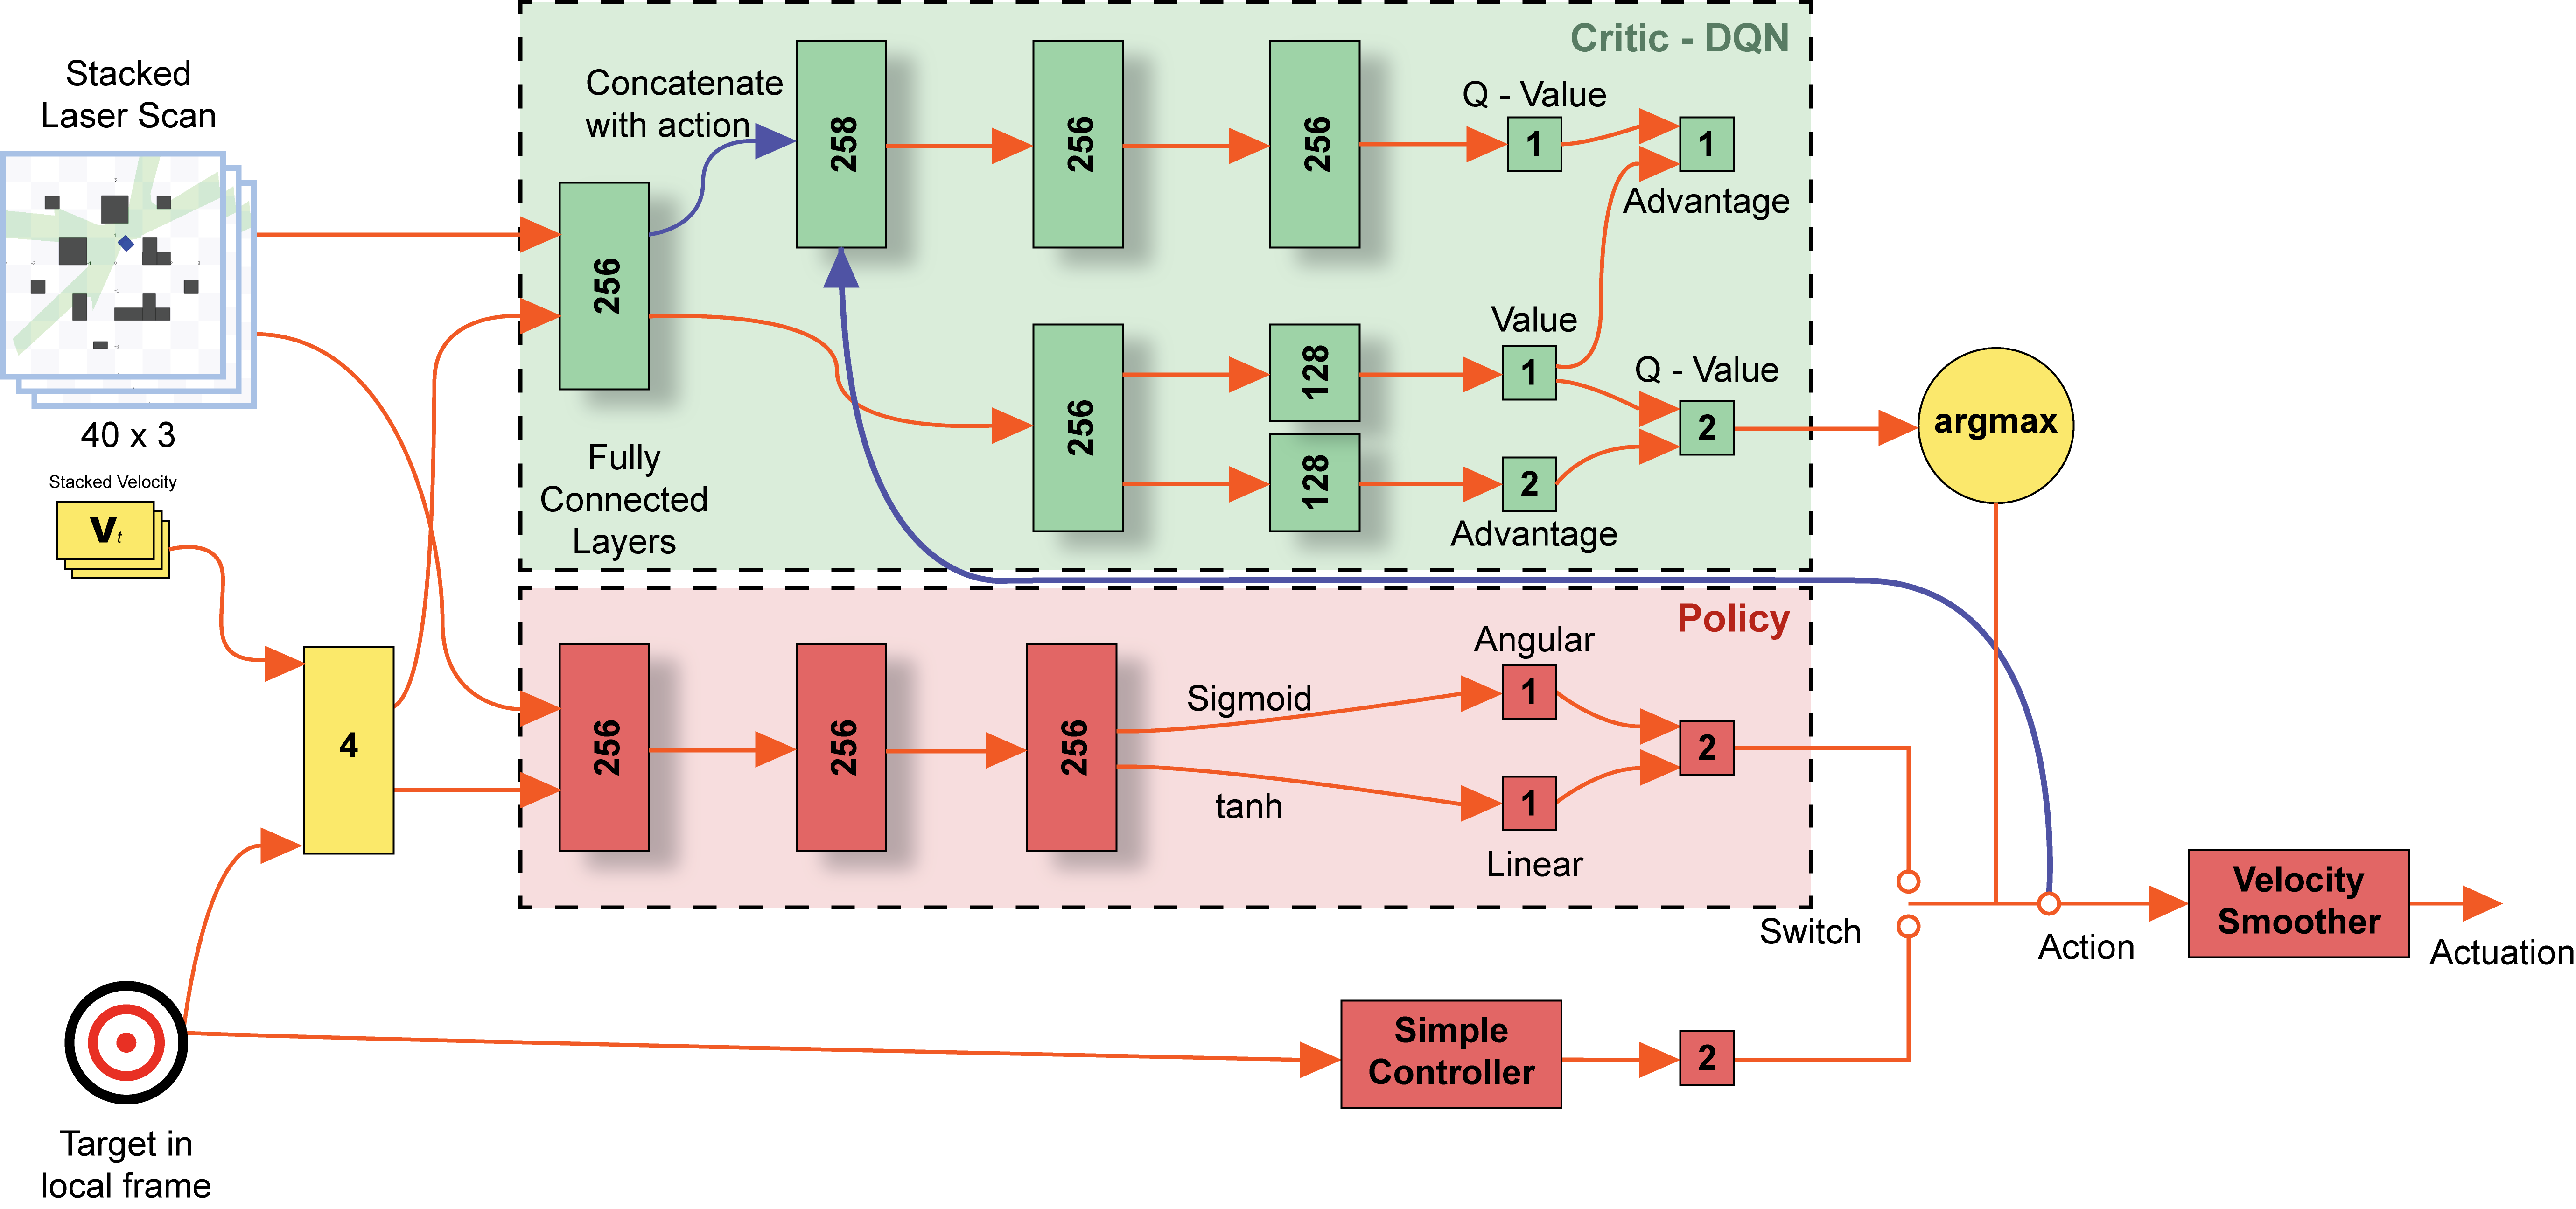 Stacked
Laser Scan
40 x 3
Stacked Velocity
Vt
4
Target in
local frame
Critic - DQN
Concatenate
with action
256
258
256
256
Q - Value
1
1
Advantage
Fully
Connected
Layers
256
128
128
Value
1
2
Advantage
Q - Value
2
argmax
Policy
256
256
256
Sigmoid
tanh
Angular
1
1
Linear
2
Switch
Simple
Controller
2
Action
Velocity
Smoother
Actuation